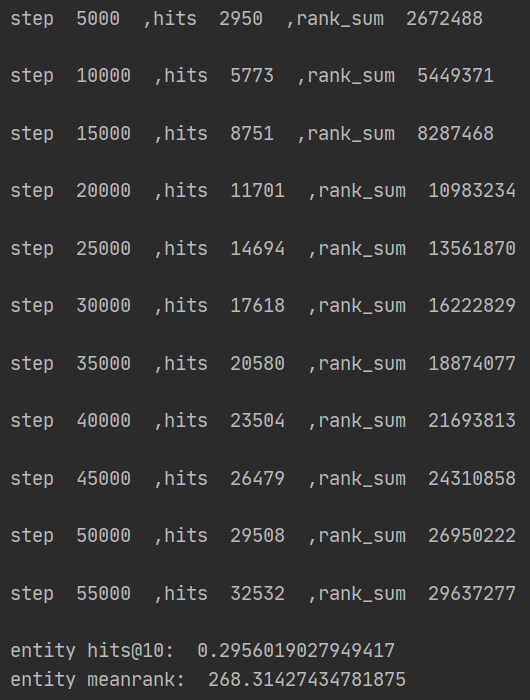 step  5000  ,hits  2950  ,rank_sum  2672488
step  10000  ,hits  5773  ,rank_sum  5449371
step  15000  ,hits  8751  ,rank_sum  8287468
step  20000  ,hits  11701  ,rank_sum  10983234
step  25000  ,hits  14694  ,rank_sum  13561870
step  30000  ,hits  17618  ,rank_sum  16222829
step  35000  ,hits  20580  ,rank_sum  18874077
step  40000  ,hits  23504  ,rank_sum  21693813
step  45000  ,hits  26479  ,rank_sum  24310858
step  50000  ,hits  29508  ,rank_sum  26950222
step  55000  ,hits  32532  ,rank_sum  29637277
entity hits@10:  0.2956019027949417
entity meanrank:  268.31427434781875